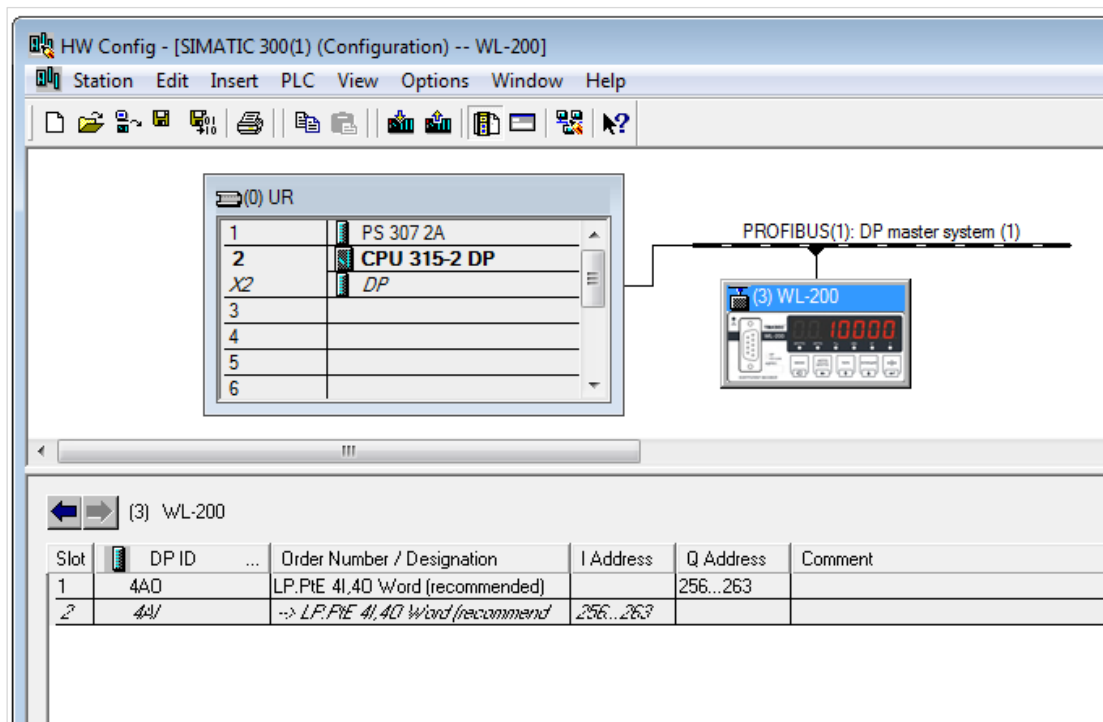 HW Config - [SIMATIC 300(1) (Configuration) -- WL-200]
Station Edit Insert PLC View Options Window Help
(0) UR
1 PS 307 2A
2 CPU 315-2 DP
X2 DP
3
4
5
6
PROFIBUS(1): DP master system (1)
(3) WL-200
10000
(3) WL-200
Slot DP ID ... Order Number / Designation I Address Q Address Comment
1 4AO LP.PtE 4I,4O Word (recommended) 256...263
2 4AI --> LP.PtE 4I,4O Word (recommend 256...263